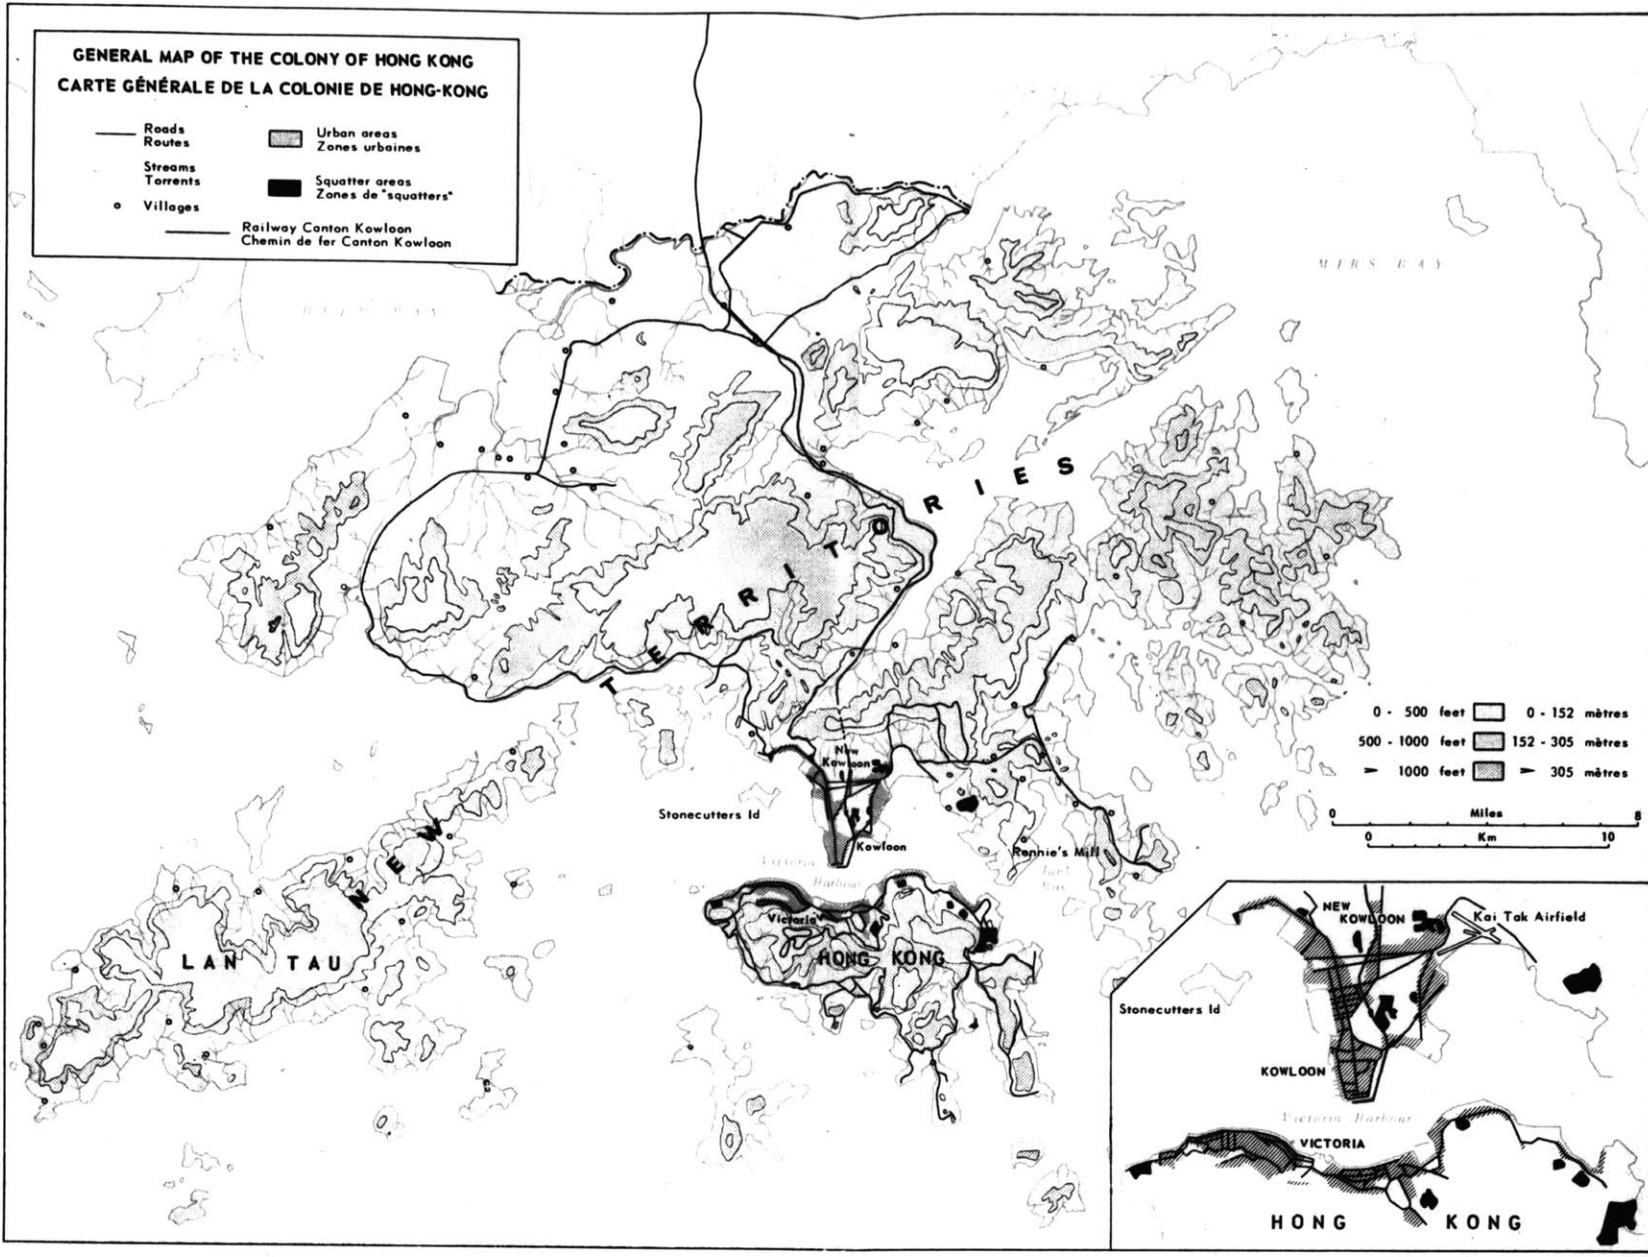 GENERAL MAP OF THE COLONY OF HONG KONG
CARTE GÉNÉRALE DE LA COLONIE DE HONG-KONG
Roads
Routes
Urban areas
Zones urbaines
Streams
Torrents
Squatter areas
Zones de "squatters"
Villages
Railway Canton Kowloon
Chemin de fer Canton Kowloon
MIRS BAY
NEW TERRITORIES
0 - 500 feet 0 - 152 mètres
500 - 1000 feet 152 - 305 mètres
> 1000 feet > 305 mètres
0 Miles 8
0 Km 10
New
Kowloon
Stonecutters Id
Kowloon
Rennie's Mill
Victoria
Harbour
Victoria
HONG KONG
LAN TAU
NEW
KOWLOON
Kai Tak Airfield
Stonecutters Id
KOWLOON
Victoria Harbour
VICTORIA
HONG KONG